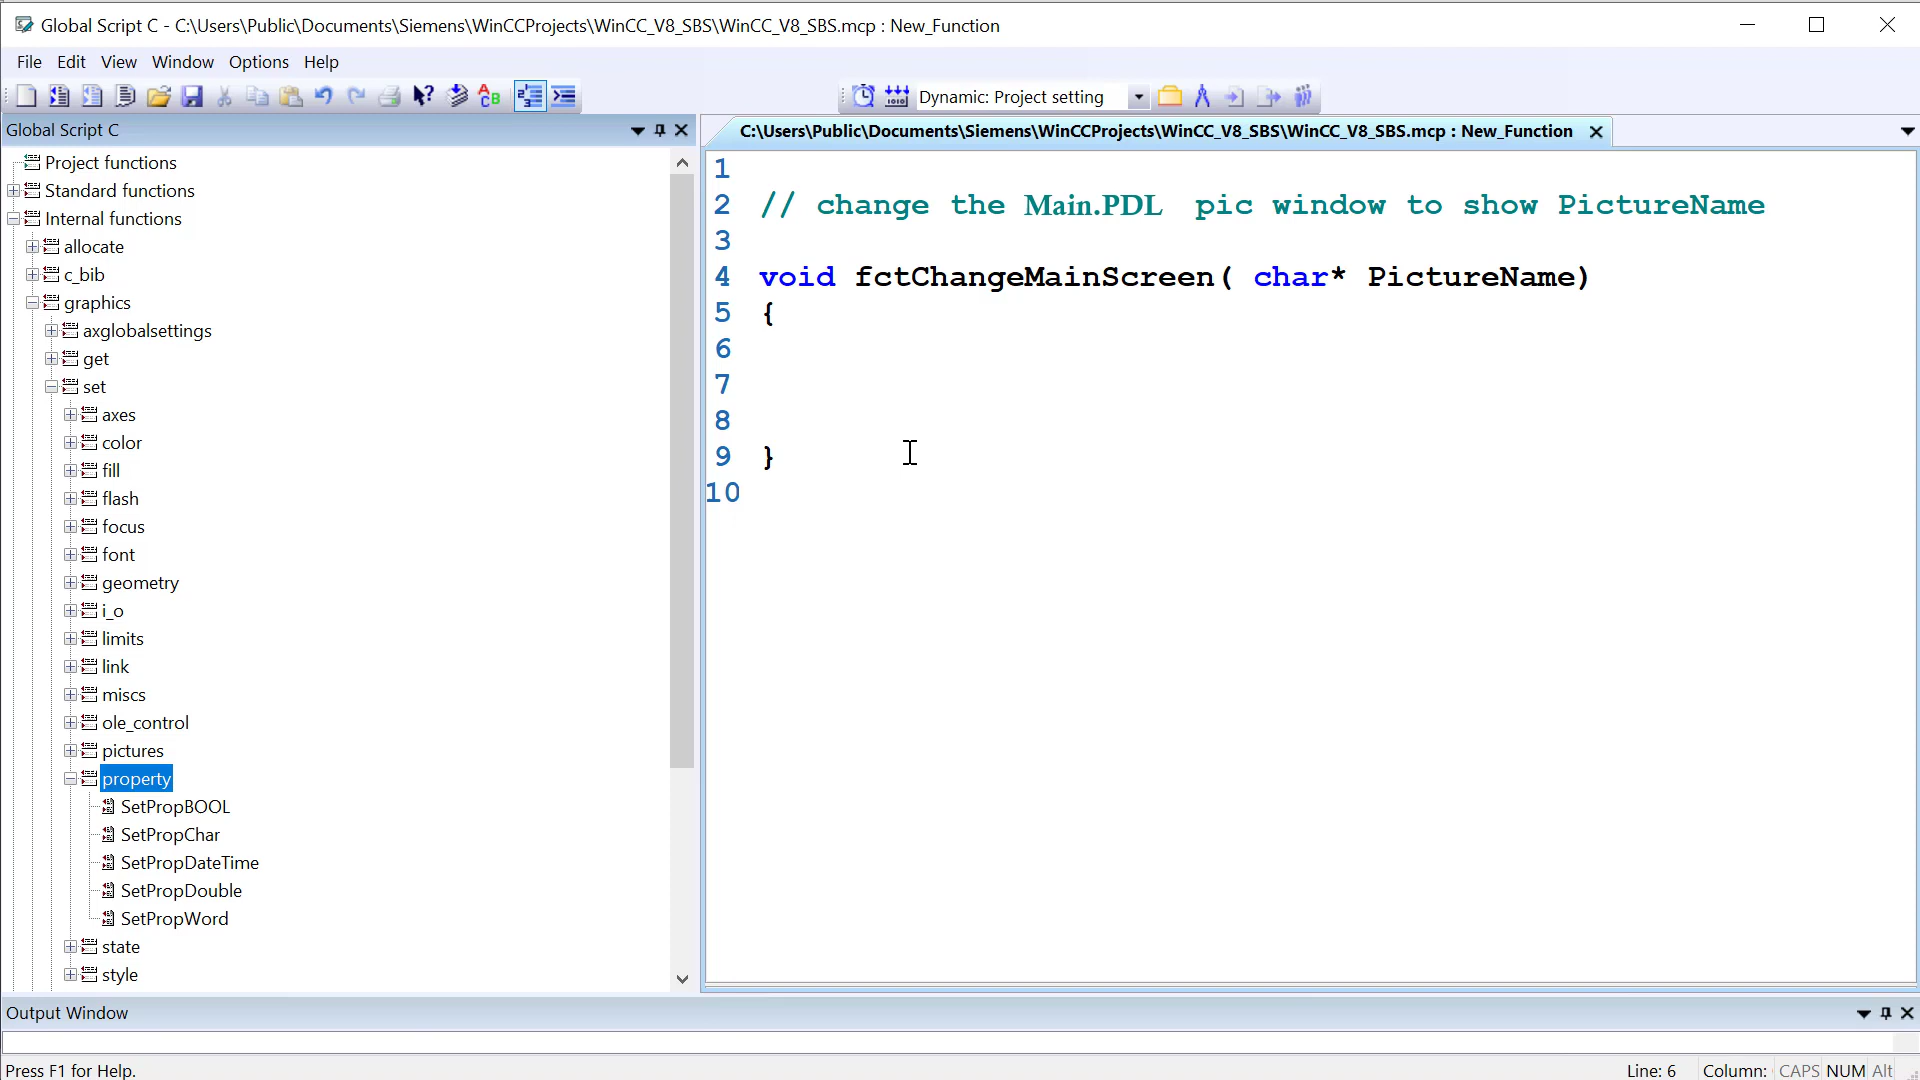 Global Script C - C:\Users\Public\Documents\Siemens\WinCCProjects\WinCC_V8_SBS\WinCC_V8_SBS.mcp : New_Function
File Edit View Window Options Help
Dynamic: Project setting
Global Script C
C:\Users\Public\Documents\Siemens\WinCCProjects\WinCC_V8_SBS\WinCC_V8_SBS.mcp : New_Function
Project functions
Standard functions
Internal functions
allocate
c_bib
graphics
axglobalsettings
get
set
axes
color
fill
flash
focus
font
geometry
i_o
limits
link
miscs
ole_control
pictures
property
SetPropBOOL
SetPropChar
SetPropDateTime
SetPropDouble
SetPropWord
state
style
1
2 // change the Main.PDL pic window to show PictureName
3
4 void fctChangeMainScreen( char* PictureName)
5 {
6
7
8
9 }
10
Output Window
Press F1 for Help.
Line: 6 Column: CAPS NUM Alt